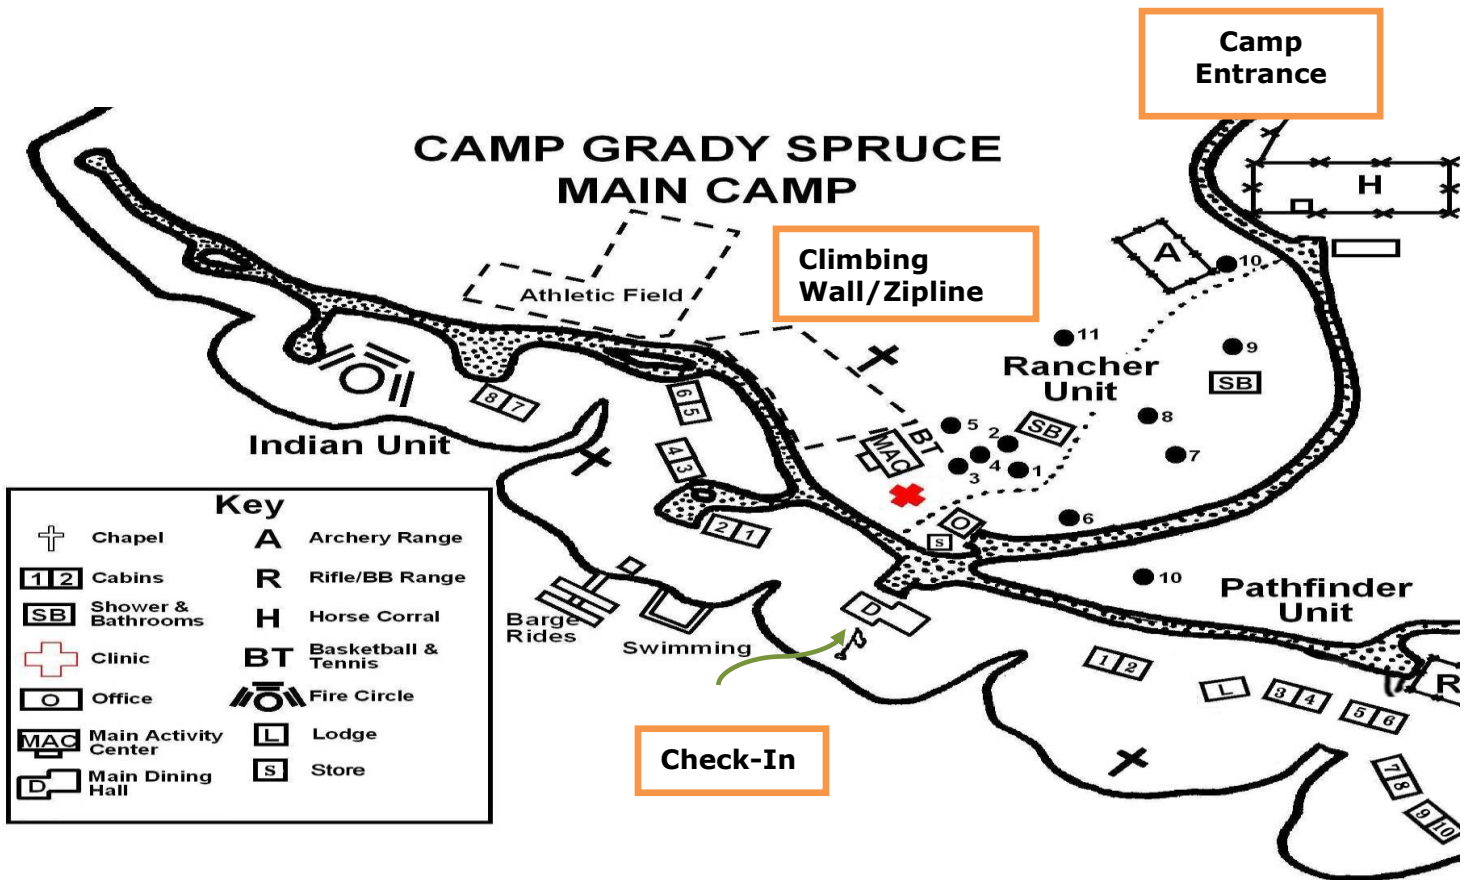 Camp
Entrance
CAMP GRADY SPRUCE
MAIN CAMP
H
A
10
Climbing
Wall/Zipline
Athletic Field
11
Rancher
Unit
9
SB
8
7
6 5
8 7
Indian Unit
4 3
5
2
SB
BT
MAC
4
3
1
6
O
S
2 1
10
Pathfinder
Unit
Barge
Rides
Swimming
D
1 2
L
3 4
5 6
R
7 8
9 10
Check-In
Key
Chapel
A Archery Range
1 2 Cabins
R Rifle/BB Range
SB Shower &
Bathrooms
H Horse Corral
Clinic
BT Basketball &
Tennis
O Office
Fire Circle
MAC Main Activity
Center
L Lodge
D Main Dining
Hall
S Store